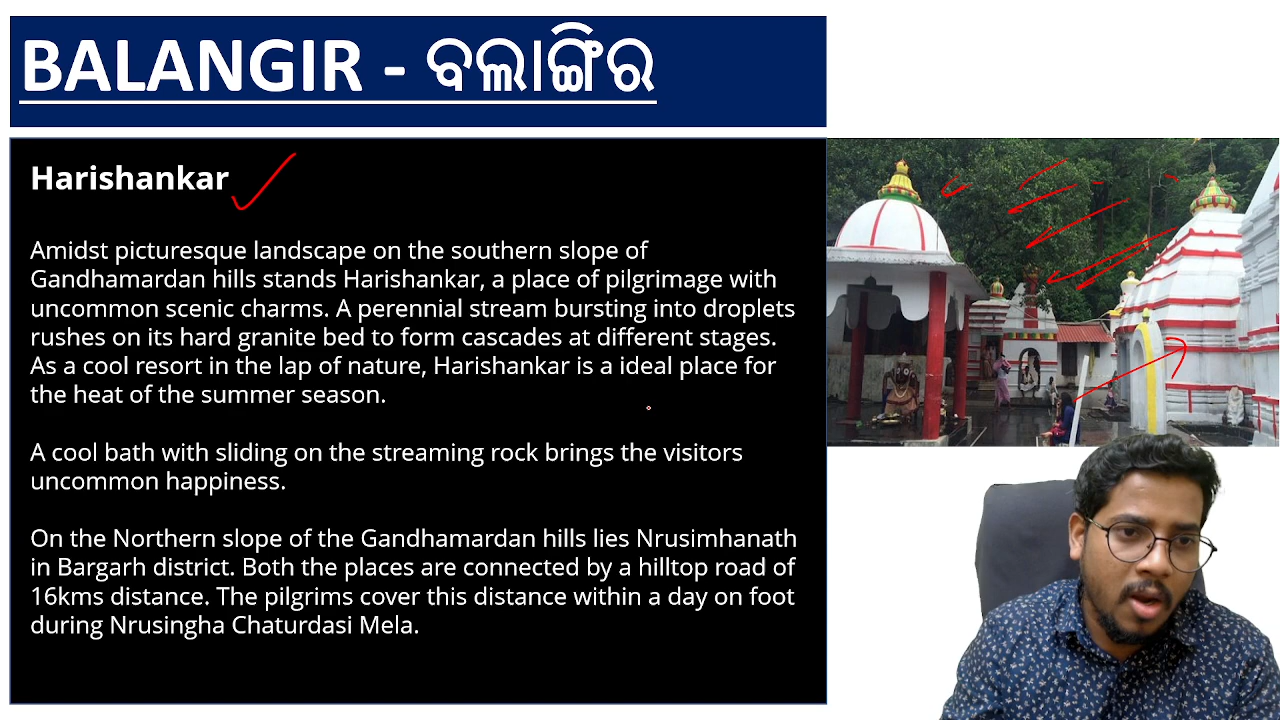 BALANGIR - ବଲାଙ୍ଗିର
Harishankar
Amidst picturesque landscape on the southern slope of
Gandhamardan hills stands Harishankar, a place of pilgrimage with
uncommon scenic charms. A perennial stream bursting into droplets
rushes on its hard granite bed to form cascades at different stages.
As a cool resort in the lap of nature, Harishankar is a ideal place for
the heat of the summer season.
A cool bath with sliding on the streaming rock brings the visitors
uncommon happiness.
On the Northern slope of the Gandhamardan hills lies Nrusimhanath
in Bargarh district. Both the places are connected by a hilltop road of
16kms distance. The pilgrims cover this distance within a day on foot
during Nrusingha Chaturdasi Mela.